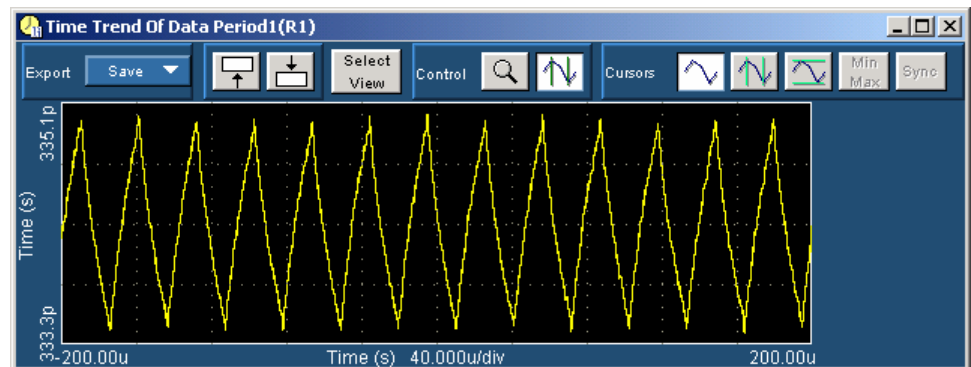 Time Trend Of Data Period1(R1)
Export Save Select View Control Cursors Min Max Sync
335.1p
Time (s)
333.3p
-200.00u Time (s) 40.000u/div 200.00u